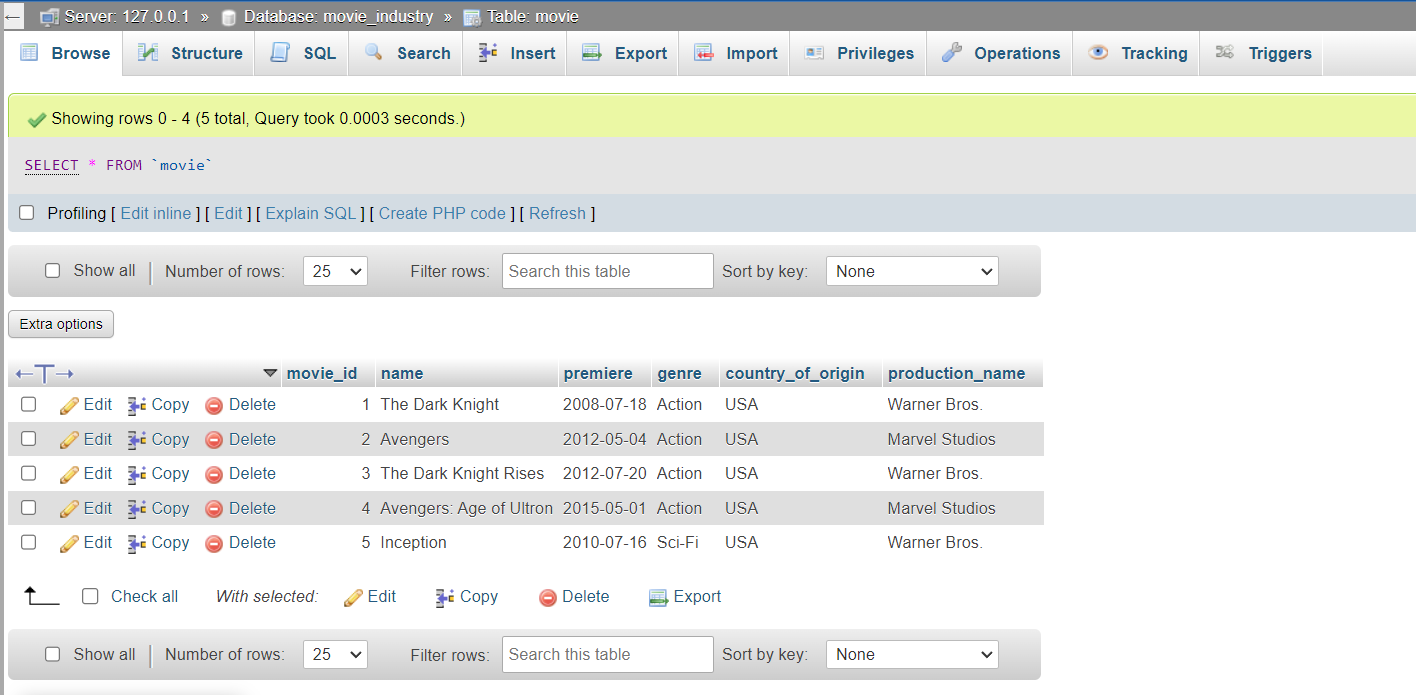 Server: 127.0.0.1 » Database: movie_industry » Table: movie
Browse Structure SQL Search Insert Export Import Privileges Operations Tracking Triggers
Showing rows 0 - 4 (5 total, Query took 0.0003 seconds.)
SELECT * FROM `movie`
Profiling [ Edit inline ] [ Edit ] [ Explain SQL ] [ Create PHP code ] [ Refresh ]
Show all Number of rows: 25 Filter rows: Search this table Sort by key: None
Extra options
movie_id name premiere genre country_of_origin production_name
Edit Copy Delete 1 The Dark Knight 2008-07-18 Action USA Warner Bros.
Edit Copy Delete 2 Avengers 2012-05-04 Action USA Marvel Studios
Edit Copy Delete 3 The Dark Knight Rises 2012-07-20 Action USA Warner Bros.
Edit Copy Delete 4 Avengers: Age of Ultron 2015-05-01 Action USA Marvel Studios
Edit Copy Delete 5 Inception 2010-07-16 Sci-Fi USA Warner Bros.
Check all With selected: Edit Copy Delete Export
Show all Number of rows: 25 Filter rows: Search this table Sort by key: None